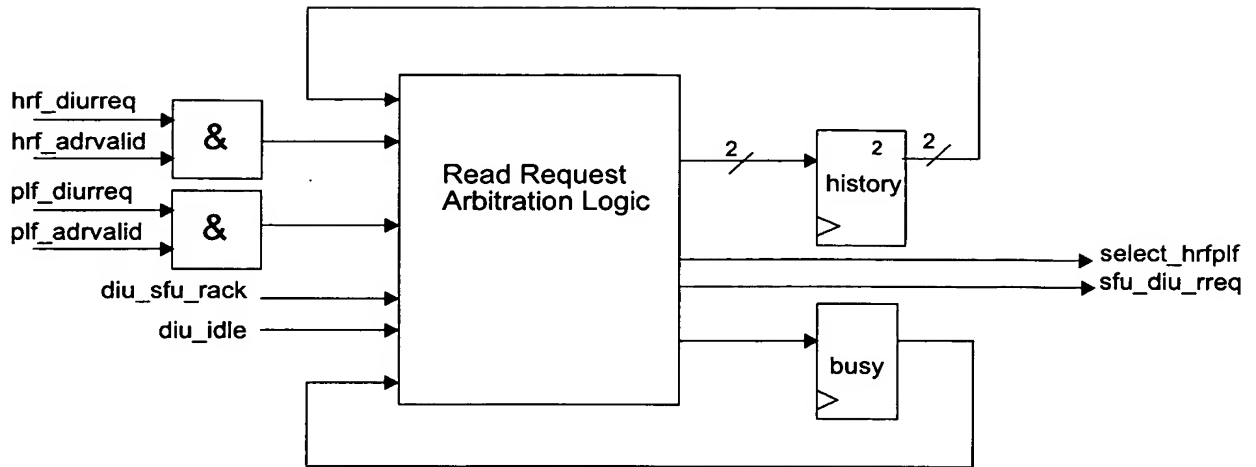 hrf_diurreq
hrf_adrvalid
&
plf_diurreq
plf_adrvalid
&
diu_sfu_rack
diu_idle
Read Request
Arbitration Logic
2
2
2
history
select_hrfplf
sfu_diu_rreq
busy